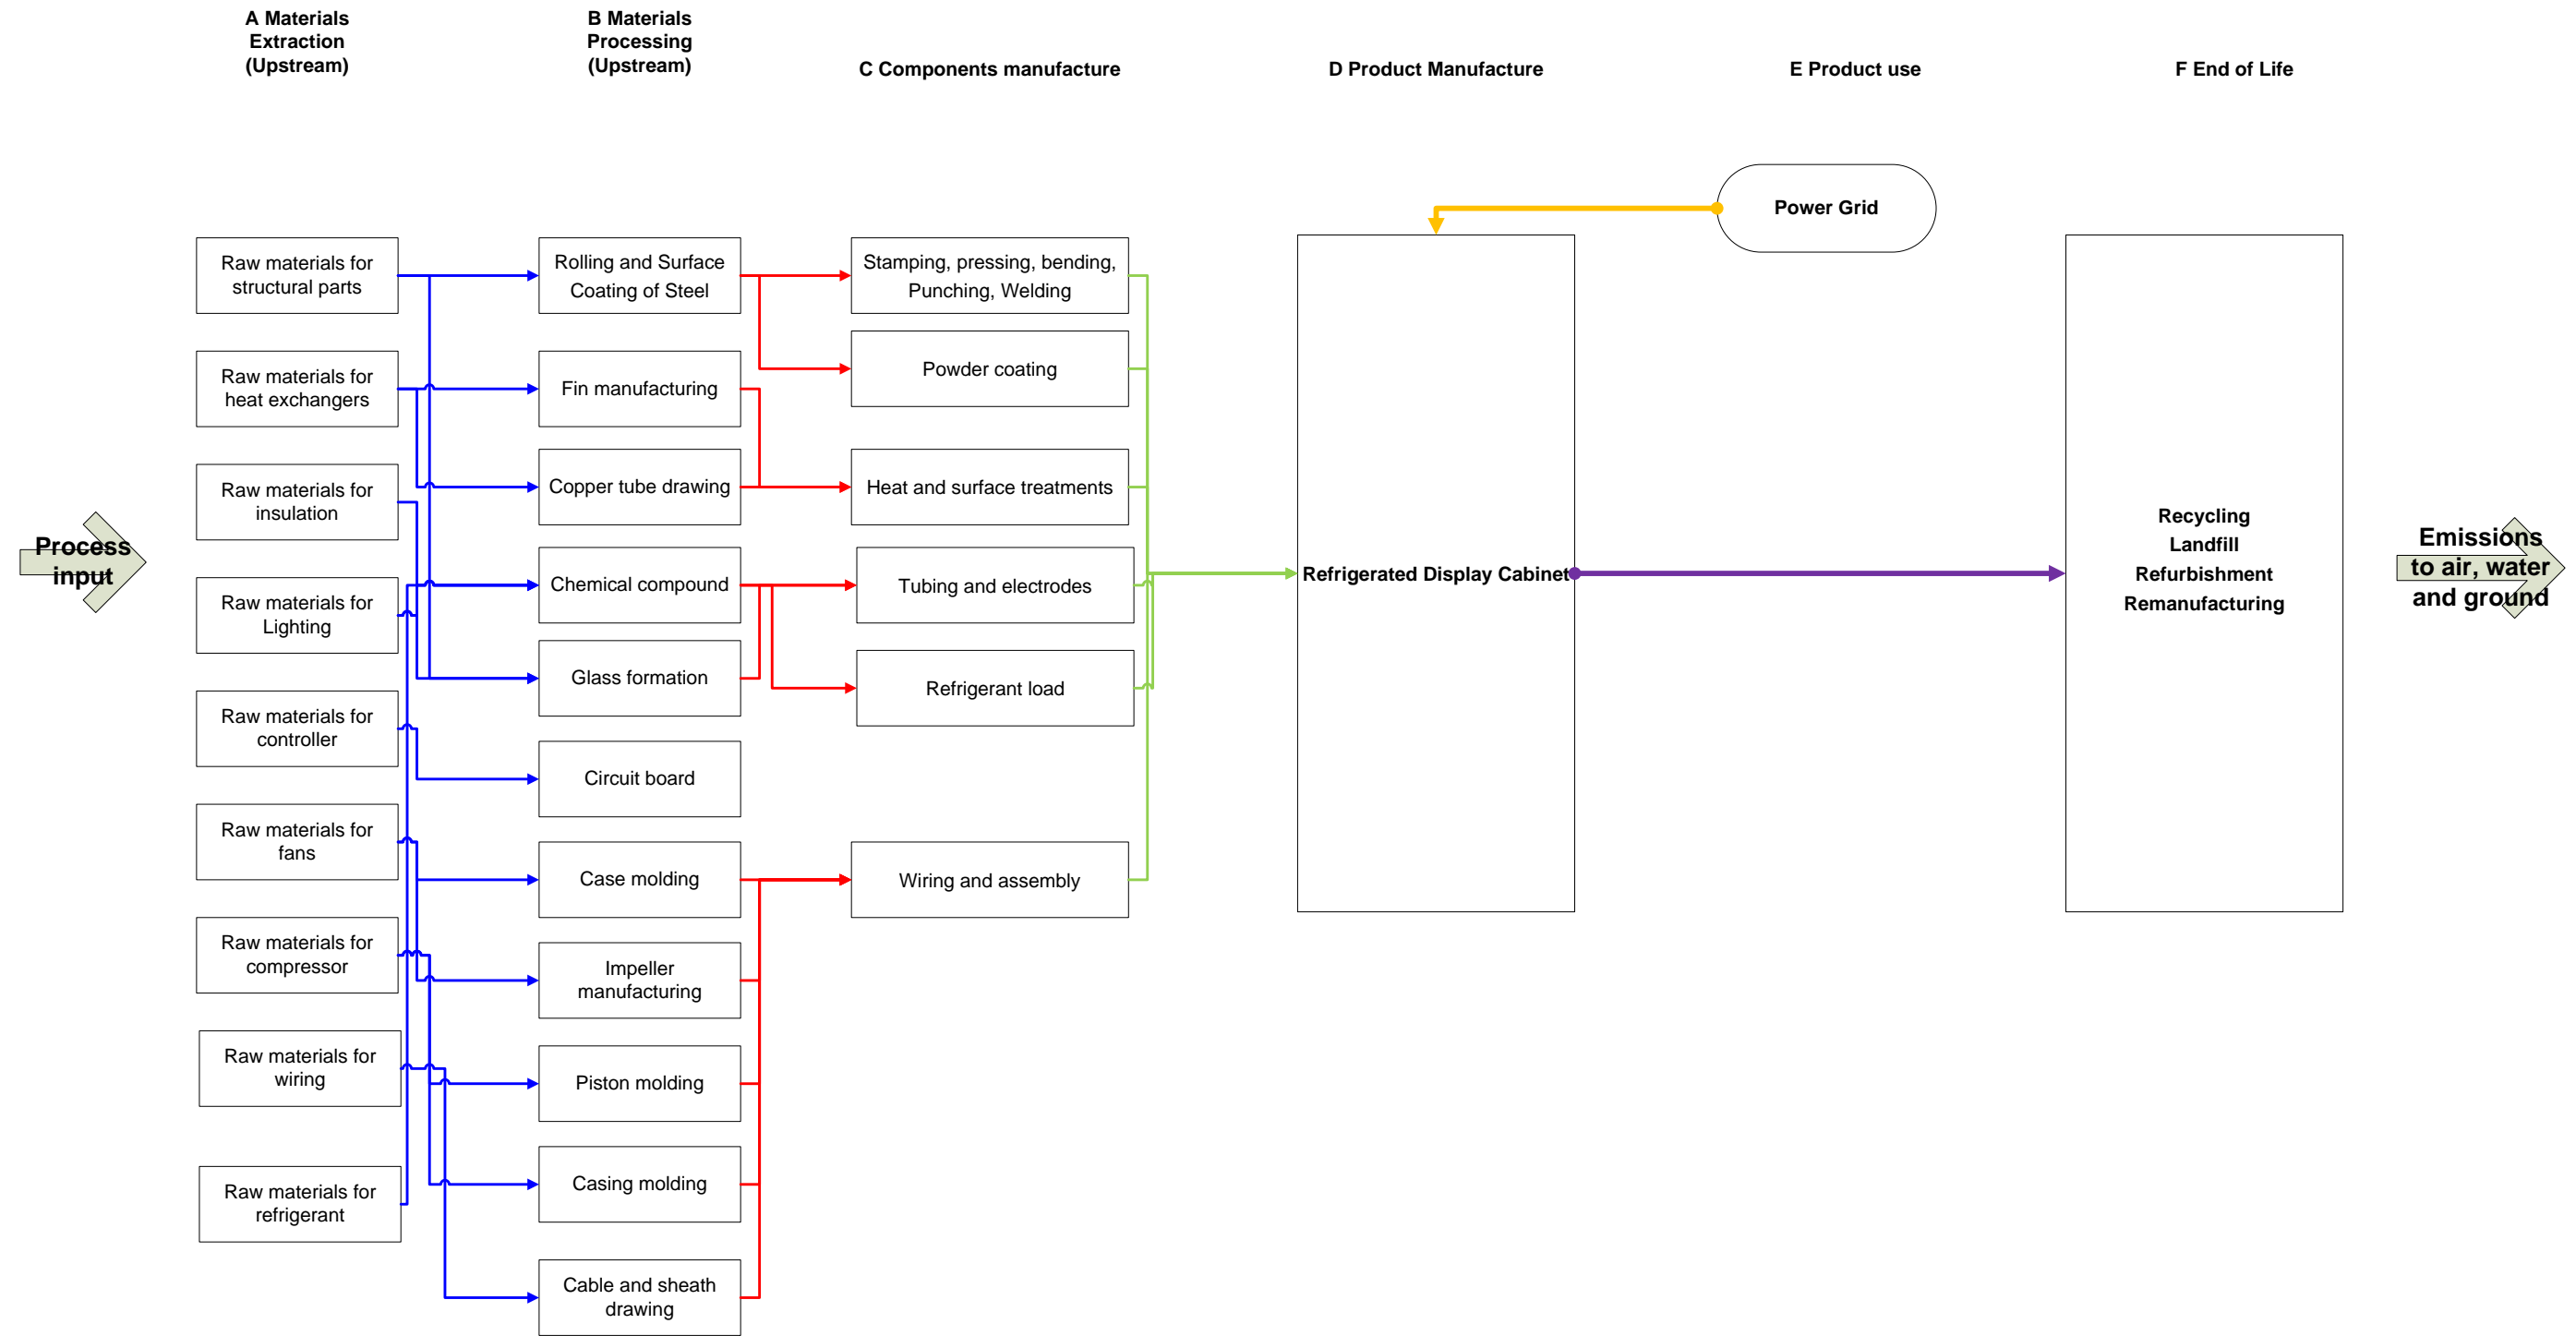 A Materials
Extraction
(Upstream)
B Materials
Processing
(Upstream)
C Components manufacture
D Product Manufacture
E Product use
F End of Life
Power Grid
Process
input
Raw materials for
structural parts
Raw materials for
heat exchangers
Raw materials for
insulation
Raw materials for
Lighting
Raw materials for
controller
Raw materials for
fans
Raw materials for
compressor
Raw materials for
wiring
Raw materials for
refrigerant
Rolling and Surface
Coating of Steel
Fin manufacturing
Copper tube drawing
Chemical compound
Glass formation
Circuit board
Case molding
Impeller
manufacturing
Piston molding
Casing molding
Cable and sheath
drawing
Stamping, pressing, bending,
Punching, Welding
Powder coating
Heat and surface treatments
Tubing and electrodes
Refrigerant load
Wiring and assembly
Refrigerated Display Cabinet
Recycling
Landfill
Refurbishment
Remanufacturing
Emissions
to air, water
and ground